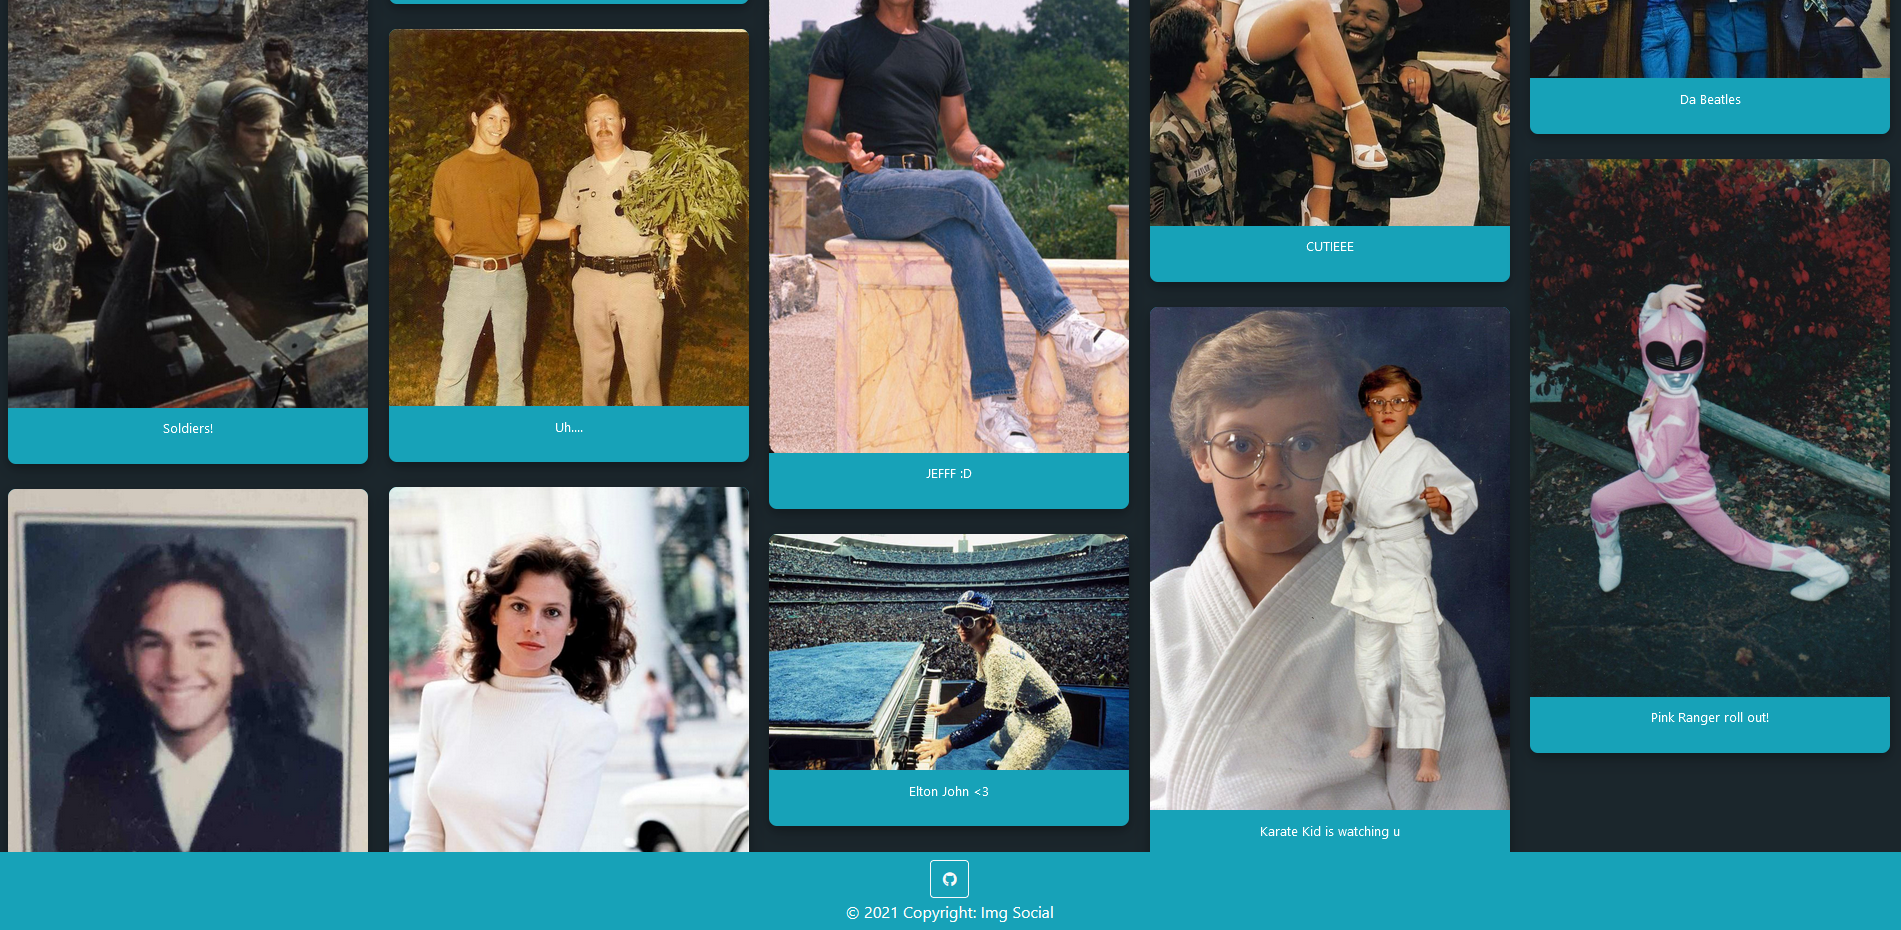 Soldiers!
Uh....
JEFFF :D
Elton John <3
TAYLOR
CUTIEEE
Karate Kid is watching u
Da Beatles
Pink Ranger roll out!
© 2021 Copyright: Img Social